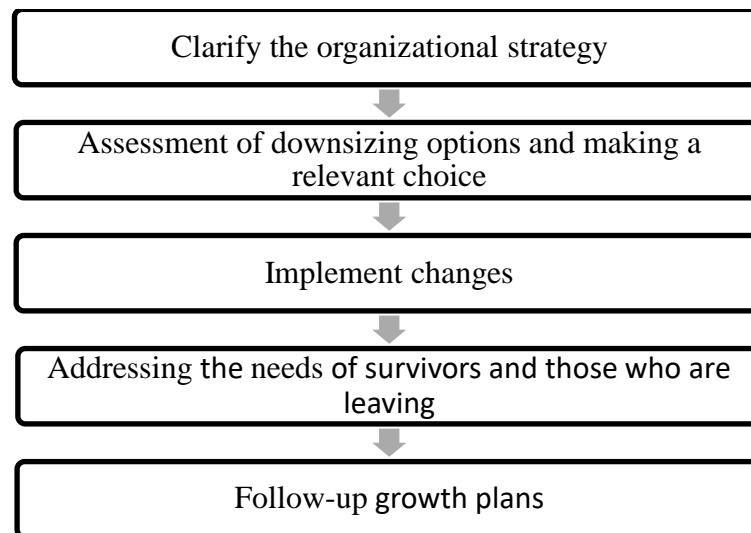 Clarify the organizational strategy
Assessment of downsizing options and making a
relevant choice
Implement changes
Addressing the needs of survivors and those who are
leaving
Follow-up growth plans